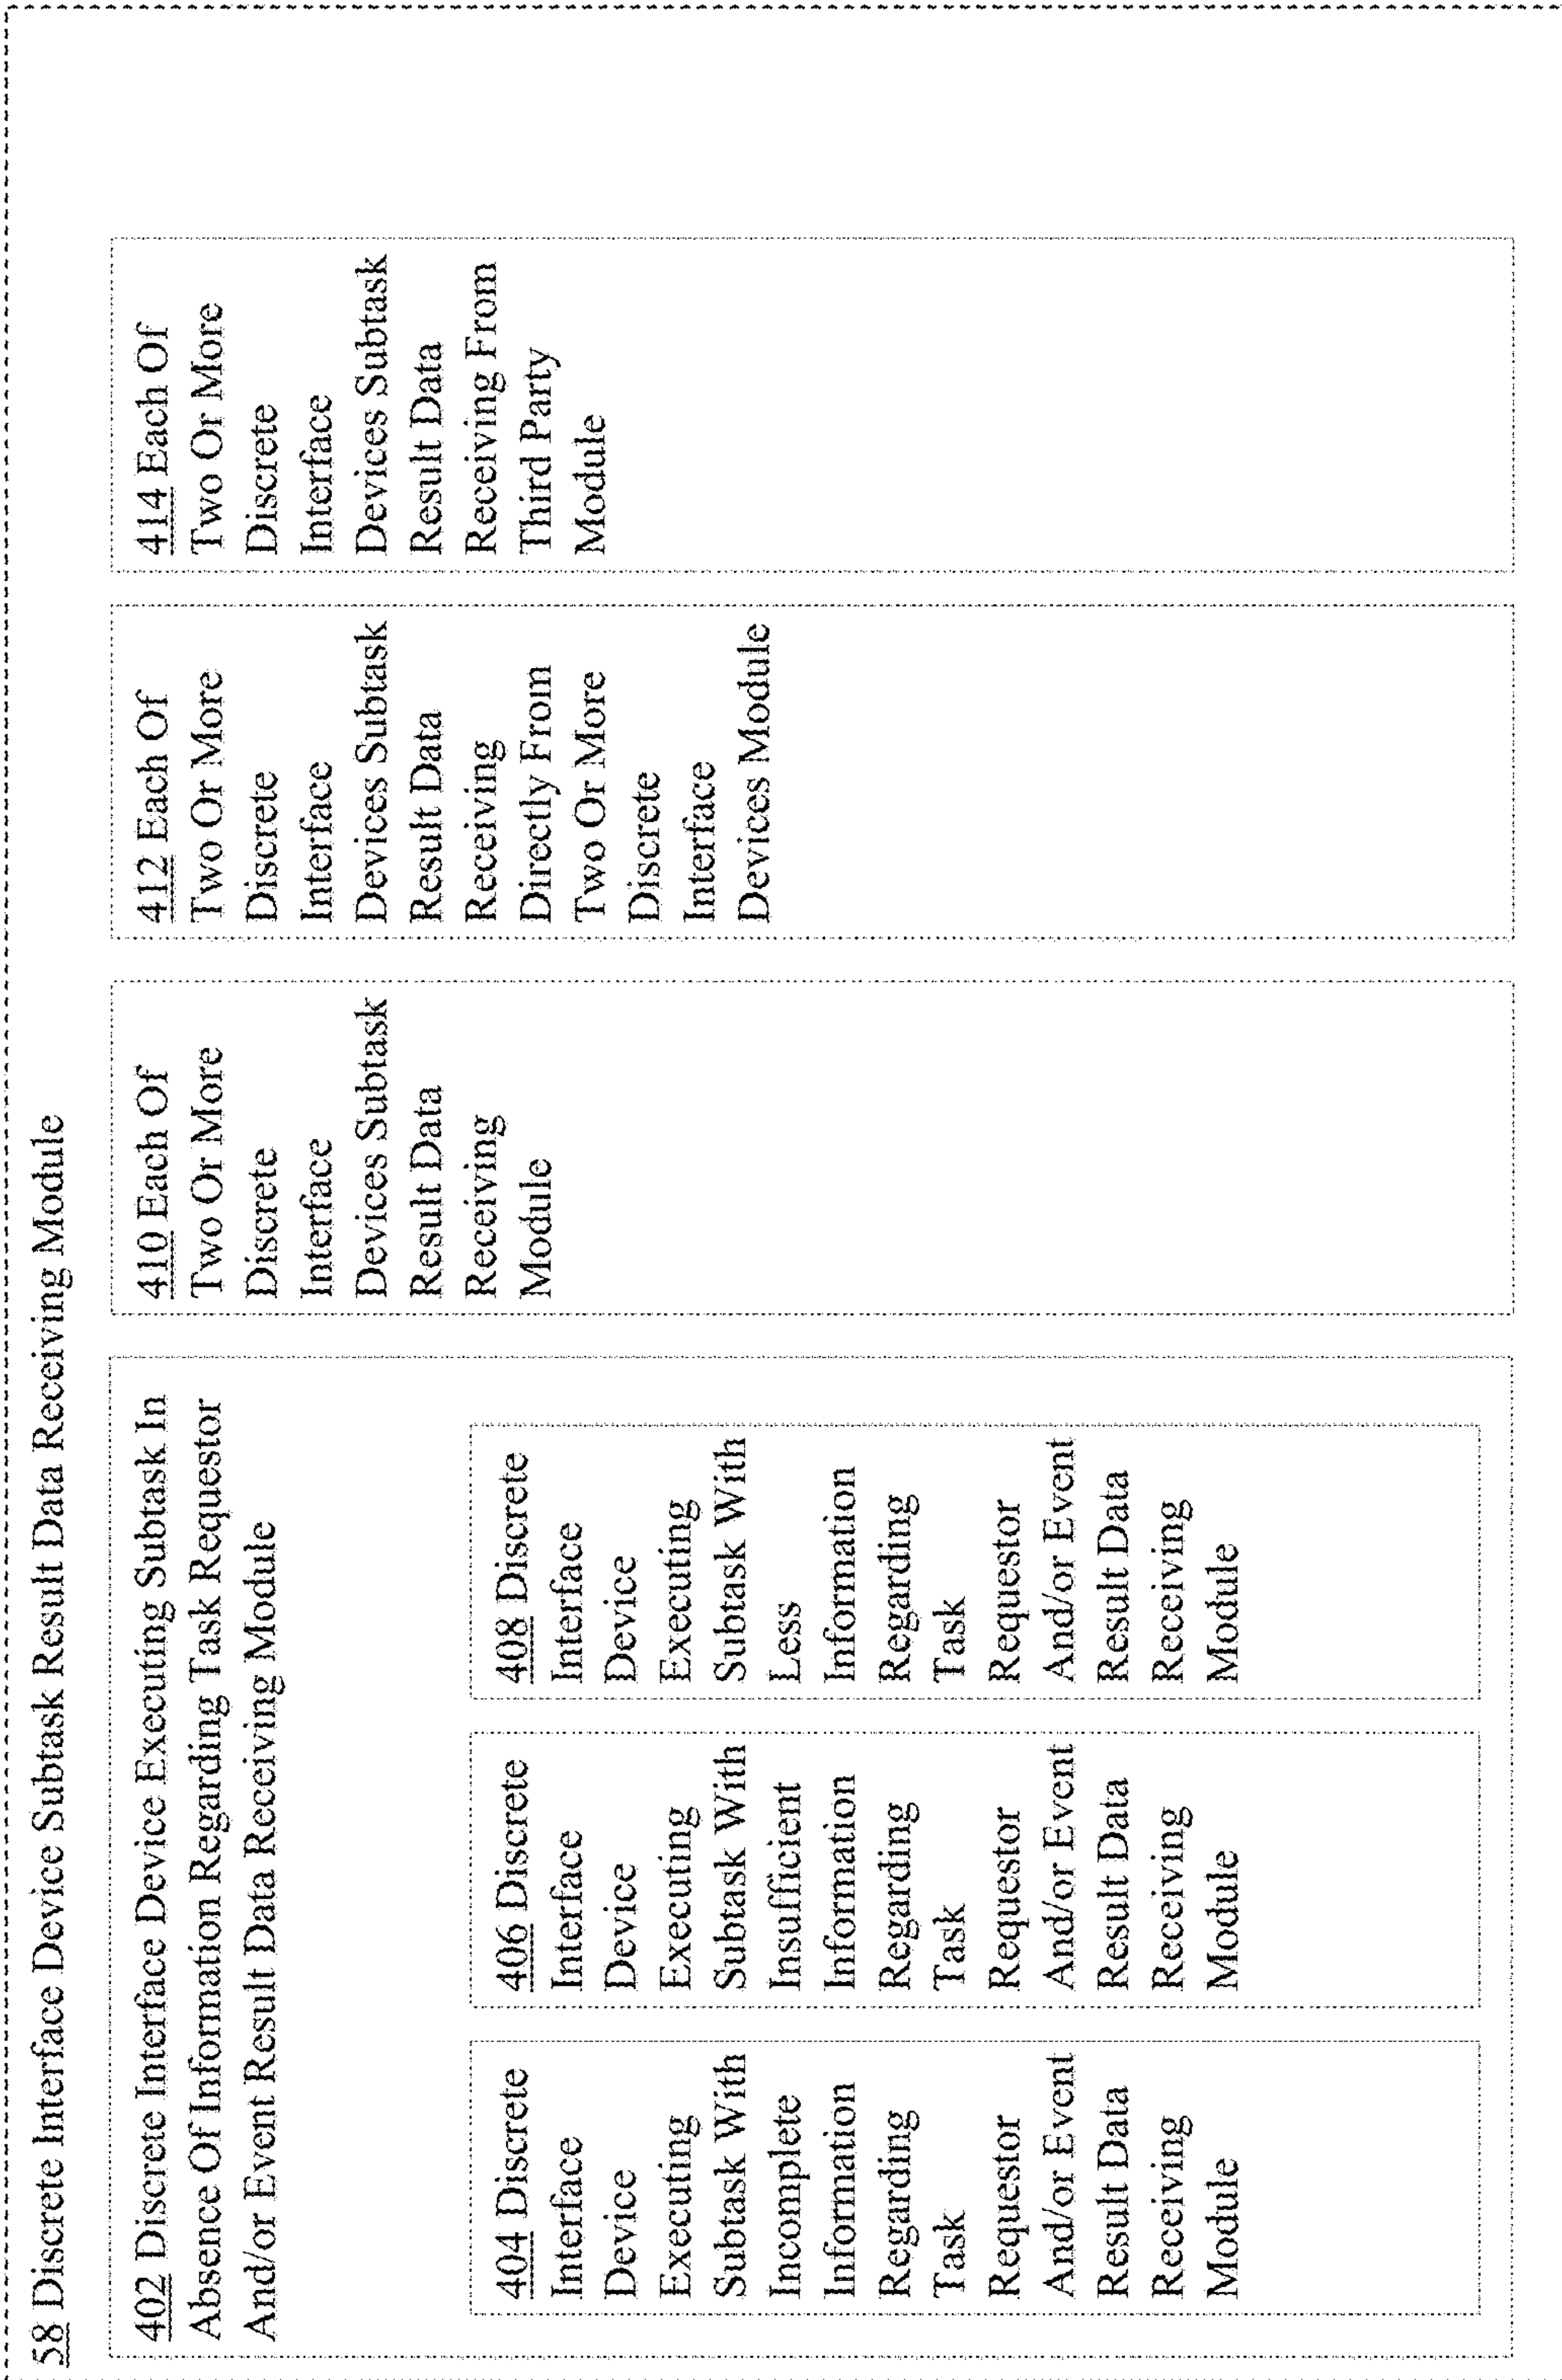 58 Discrete Interface Device Subtask Result Data Receiving Module
402 Discrete Interface Device Executing Subtask In
Absence Of Information Regarding Task Requestor
And/or Event Result Data Receiving Module
404 Discrete
Interface
Device
Executing
Subtask With
Incomplete
Information
Regarding
Task
Requestor
And/or Event
Result Data
Receiving
Module
406 Discrete
Interface
Device
Executing
Subtask With
Insufficient
Information
Regarding
Task
Requestor
And/or Event
Result Data
Receiving
Module
408 Discrete
Interface
Device
Executing
Subtask With
Less
Information
Regarding
Task
Requestor
And/or Event
Result Data
Receiving
Module
410 Each Of
Two Or More
Discrete
Interface
Devices Subtask
Result Data
Receiving
Module
412 Each Of
Two Or More
Discrete
Interface
Devices Subtask
Result Data
Receiving
Directly From
Two Or More
Discrete
Interface
Devices Module
414 Each Of
Two Or More
Discrete
Interface
Devices Subtask
Result Data
Receiving From
Third Party
Module